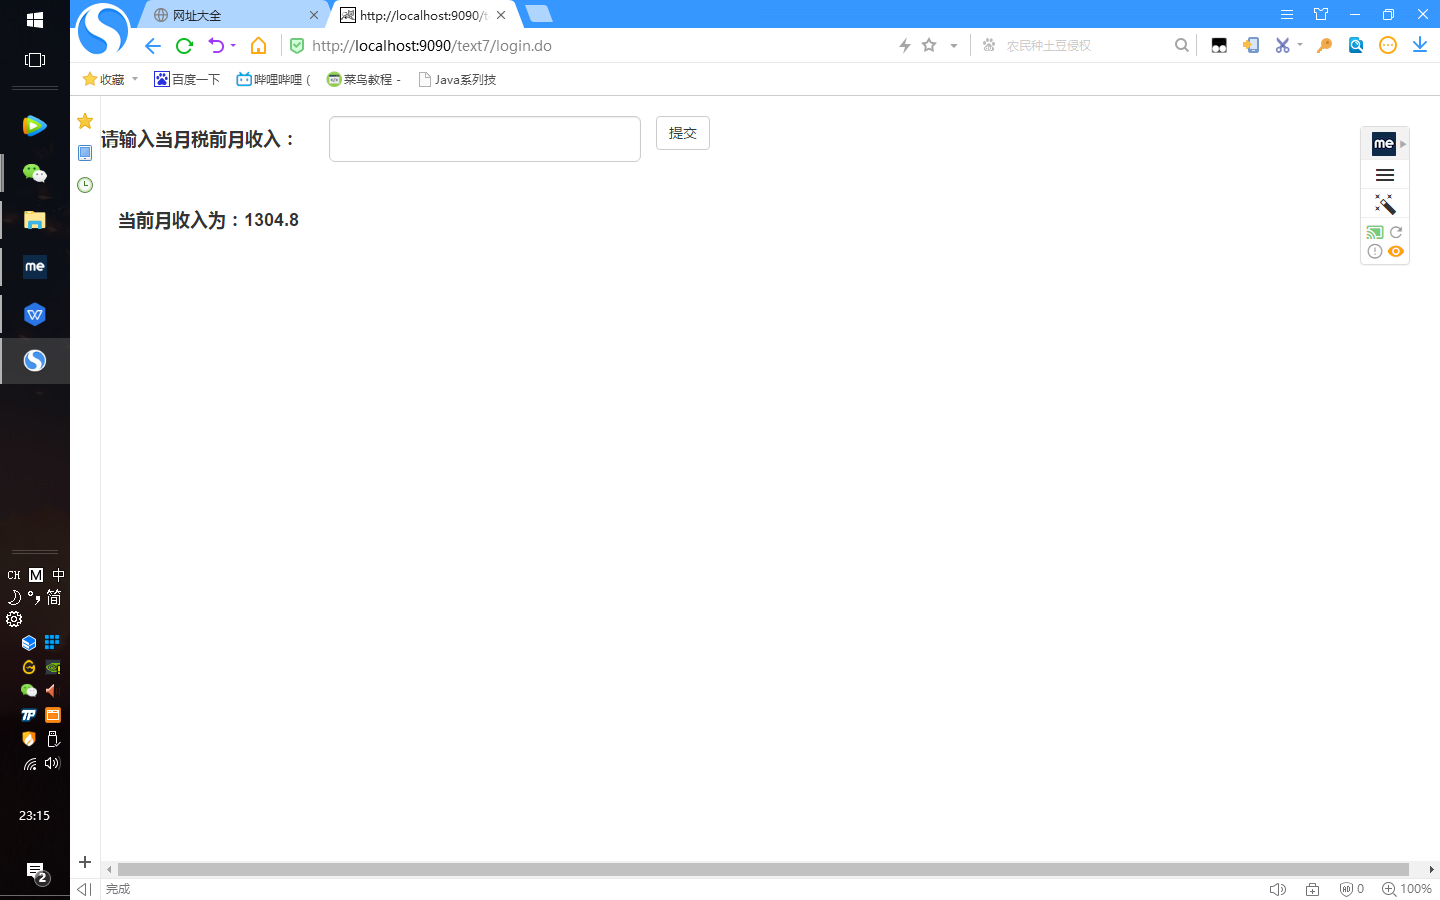 网址大全
http://localhost:9090/t
http://localhost:9090/text7/login.do
农民种土豆侵权
收藏
百度一下
哔哩哔哩 (
菜鸟教程 -
Java系列技
请输入当月税前月收入：
提交
me
当前月收入为：1304.8
me
CH M 中
简
23:15
2
完成
0
100%